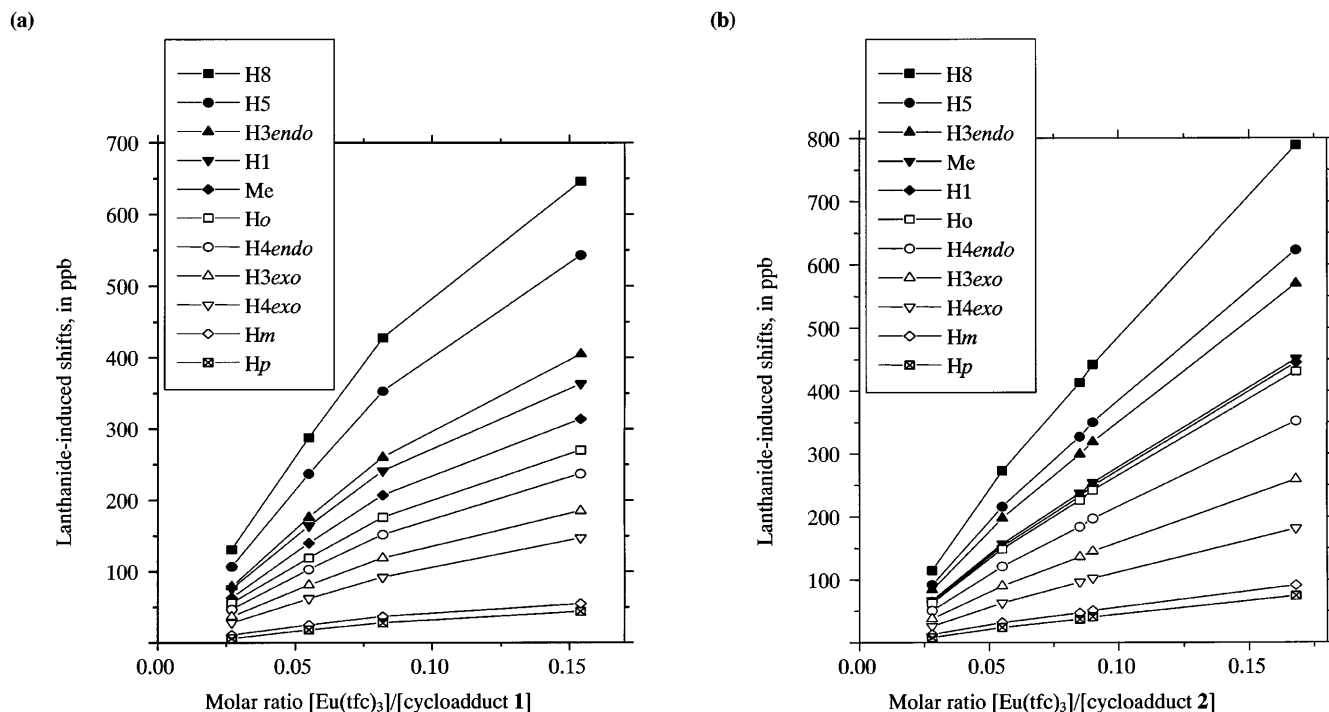 (a)
H8
H5
H3endo
H1
Me
Ho
H4endo
H3exo
H4exo
Hm
Hp
700
600
500
400
300
200
100
0.00
0.05
0.10
0.15
Lanthanide-induced shifts, in ppb
Molar ratio [Eu(tfc)3]/[cycloadduct 1]
(b)
H8
H5
H3endo
Me
H1
Ho
H4endo
H3exo
H4exo
Hm
Hp
800
700
600
500
400
300
200
100
0.00
0.05
0.10
0.15
Lanthanide-induced shifts, in ppb
Molar ratio [Eu(tfc)3]/[cycloadduct 2]